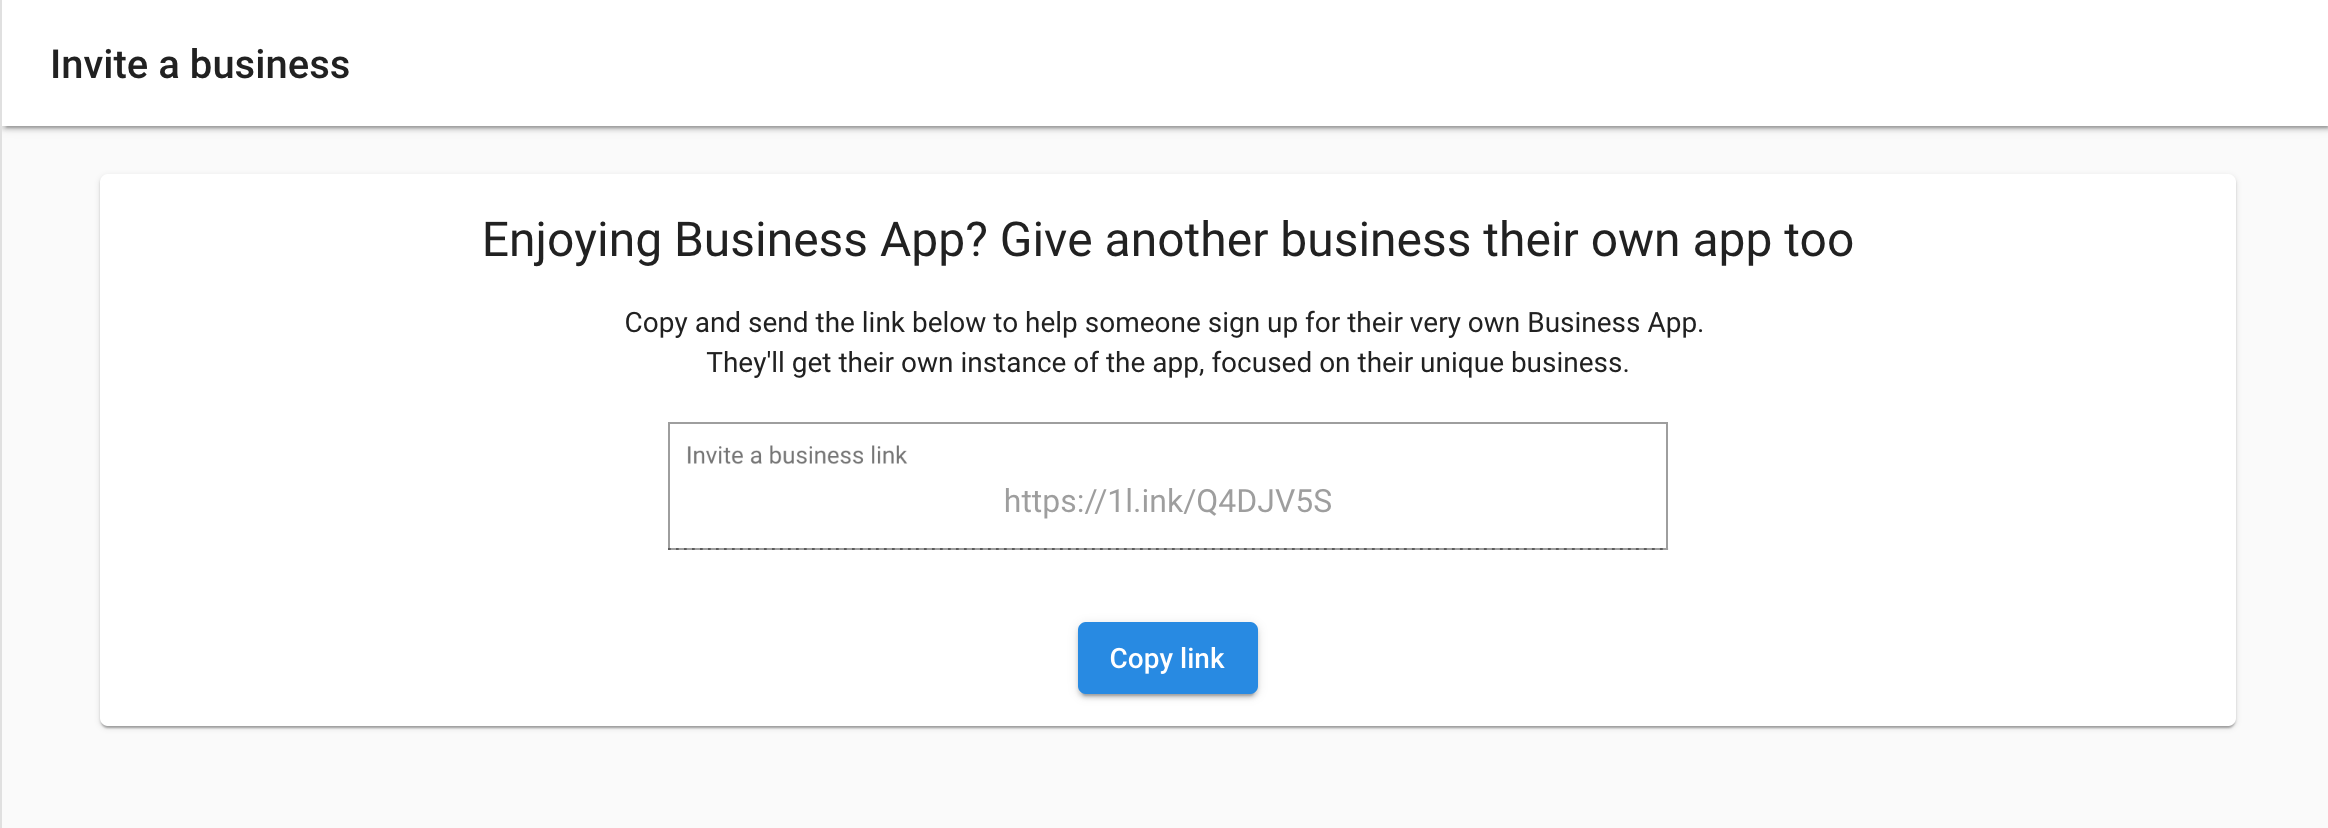 Invite a business
Enjoying Business App? Give another business their own app too
Copy and send the link below to help someone sign up for their very own Business App.
They'll get their own instance of the app, focused on their unique business.
Invite a business link
https://1l.ink/Q4DJV5S
Copy link